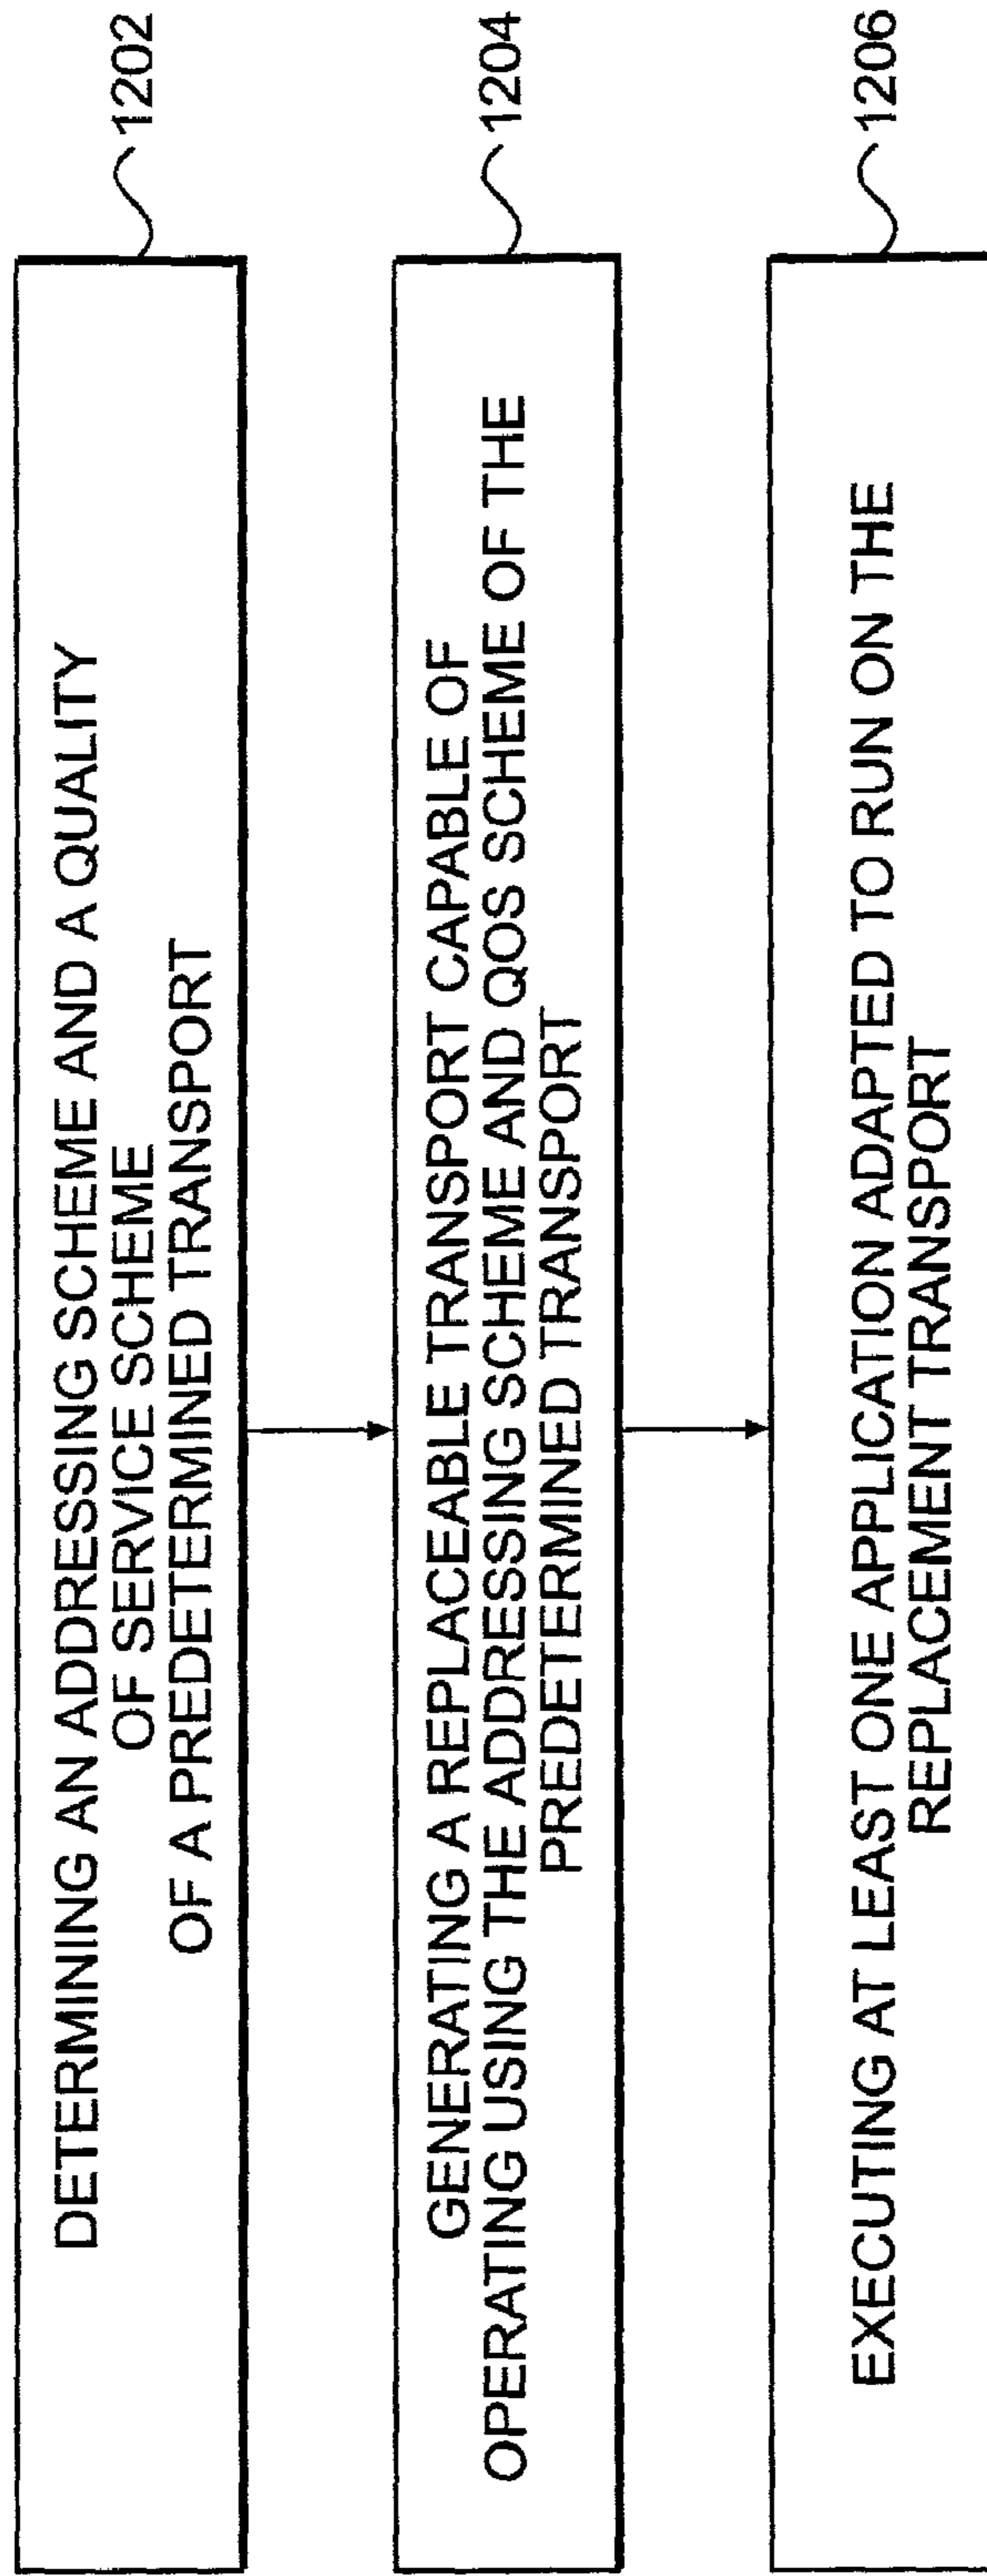 DETERMINING AN ADDRESSING SCHEME AND A QUALITY
OF SERVICE SCHEME
OF A PREDETERMINED TRANSPORT
1202
GENERATING A REPLACEABLE TRANSPORT CAPABLE OF
OPERATING USING THE ADDRESSING SCHEME AND QOS SCHEME OF THE
PREDETERMINED TRANSPORT
1204
EXECUTING AT LEAST ONE APPLICATION ADAPTED TO RUN ON THE
REPLACEMENT TRANSPORT
1206